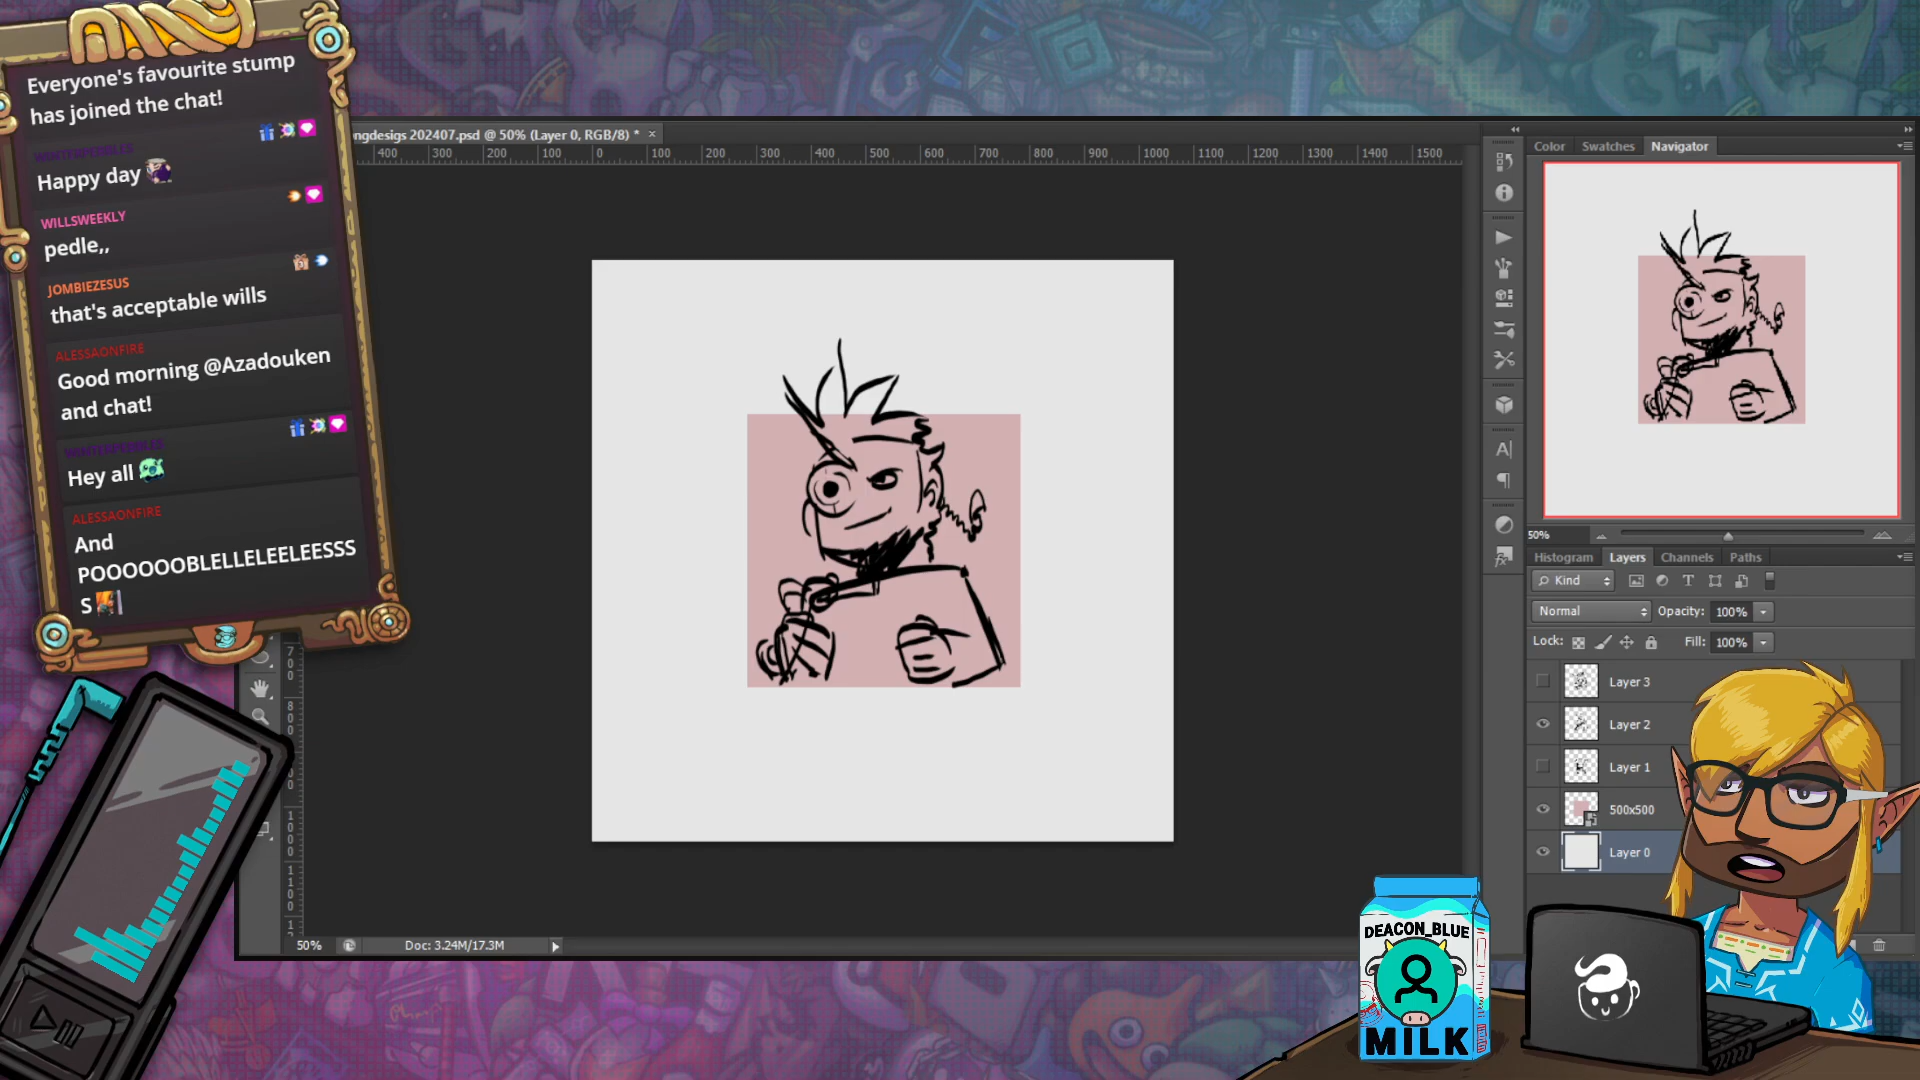 Everyone's favourite stump
has joined the chat!
WINTERPEBBLES
Happy day
WILLSWEEKLY
pedle,,
JOMBIEZESUS
that's acceptable wills
ALESSAONFIRE
Good morning @Azadouken
and chat!
Hey all
ALESSAONFIRE
And
POOOOOOBLELLELEELEESSS
S
ngdesigs 202407.psd @ 50% (Layer 0, RGB/8) *
400 300 200 100 0 100 200 300 400 500 600 700 800 900 1000 1100 1200 1300 1400 1500
Color Swatches Navigator
50%
Histogram Layers Channels Paths
Kind
Normal Opacity: 100%
Lock: Fill: 100%
Layer 3
Layer 2
Layer 1
500x500
Layer 0
50% Doc: 3.24M/17.3M
DEACON_BLUE
MILK